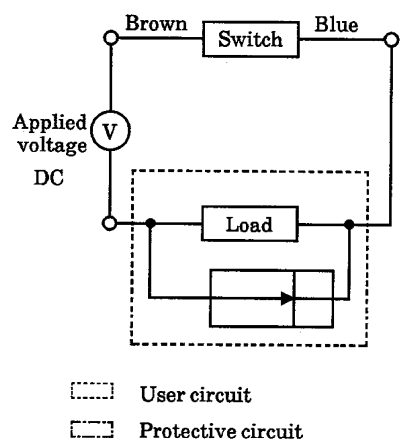 Brown
Blue
Switch
Applied
voltage
V
DC
Load
User circuit
Protective circuit